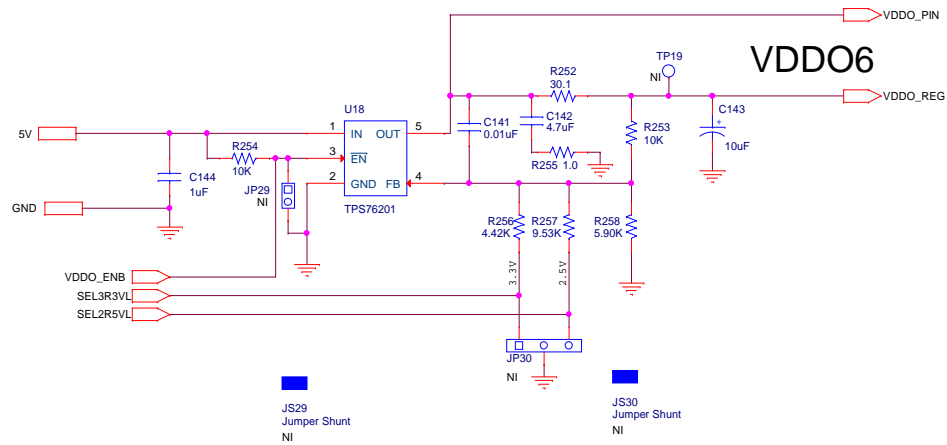 VDDO_PIN
VDDO6
TP19
NI
R252
30.1
VDDO_REG
C143
+
10uF
U18
C141
0.01uF
C142
4.7uF
R253
10K
5V
1 IN OUT 5
R254
10K
3 EN
R255 1.0
C144
1uF
JP29
NI
2 GND FB 4
TPS76201
GND
R256
4.42K
R257
9.53K
R258
5.90K
VDDO_ENB
3.3V
2.5V
SEL3R3VL
SEL2R5VL
JP30
NI
JS29
Jumper Shunt
NI
JS30
Jumper Shunt
NI